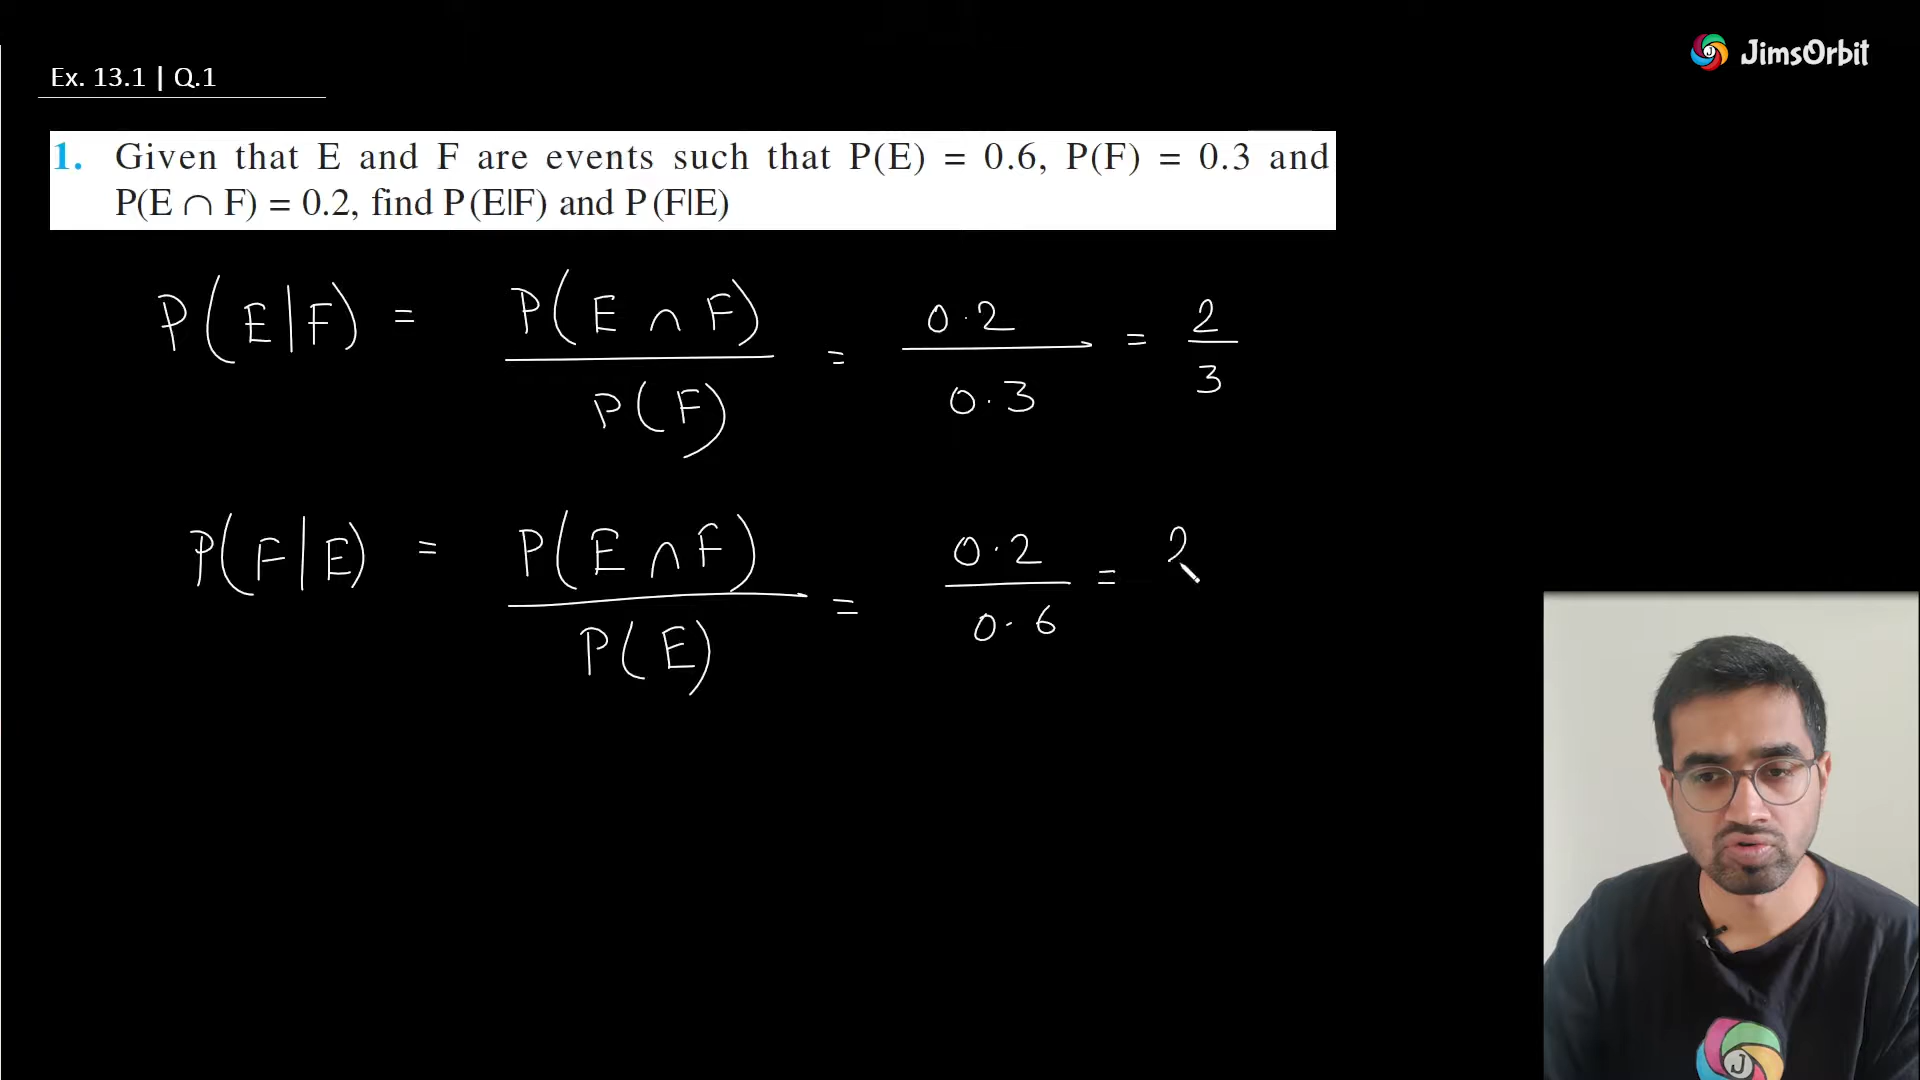 JimsOrbit
Ex. 13.1 | Q.1
1. Given that E and F are events such that P(E) = 0.6, P(F) = 0.3 and
P(E ∩ F) = 0.2, find P(E|F) and P(F|E)
P(E|F) = P(E ∩ F) / P(F) = 0.2 / 0.3 = 2 / 3
P(F|E) = P(E ∩ F) / P(E) = 0.2 / 0.6 = 2
J